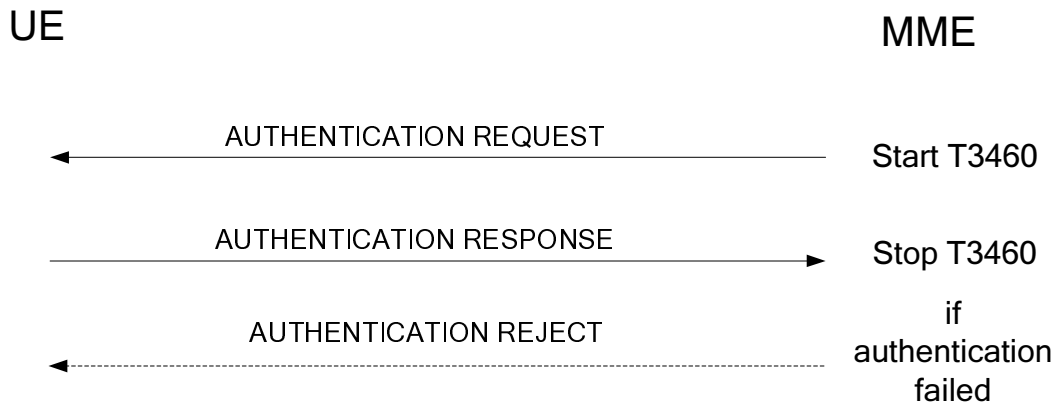 UE
MME
AUTHENTICATION REQUEST
Start T3460
AUTHENTICATION RESPONSE
Stop T3460
AUTHENTICATION REJECT
if
authentication
failed